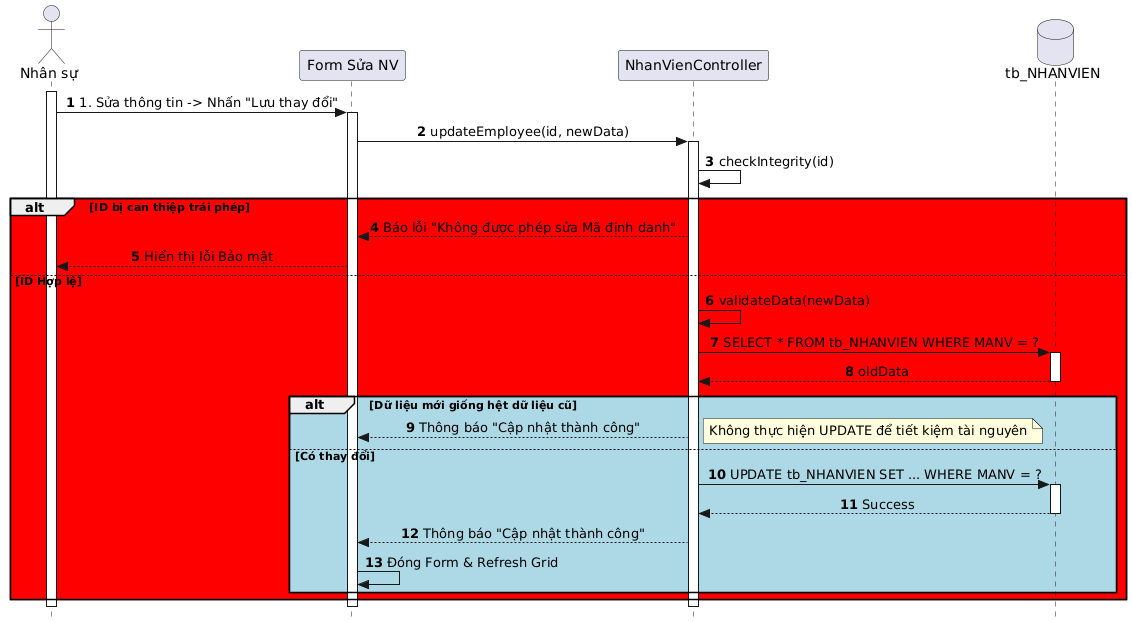 Nhân sự
Form Sửa NV
NhanVienController
tb_NHANVIEN
1 1. Sửa thông tin -> Nhấn "Lưu thay đổi"
2 updateEmployee(id, newData)
3 checkIntegrity(id)
alt [ID bị can thiệp trái phép]
4 Báo lỗi "Không được phép sửa Mã định danh"
5 Hiển thị lỗi Bảo mật
[ID Hợp lệ]
6 validateData(newData)
7 SELECT * FROM tb_NHANVIEN WHERE MANV = ?
8 oldData
alt [Dữ liệu mới giống hệt dữ liệu cũ]
9 Thông báo "Cập nhật thành công"
Không thực hiện UPDATE để tiết kiệm tài nguyên
[Có thay đổi]
10 UPDATE tb_NHANVIEN SET ... WHERE MANV = ?
11 Success
12 Thông báo "Cập nhật thành công"
13 Đóng Form & Refresh Grid